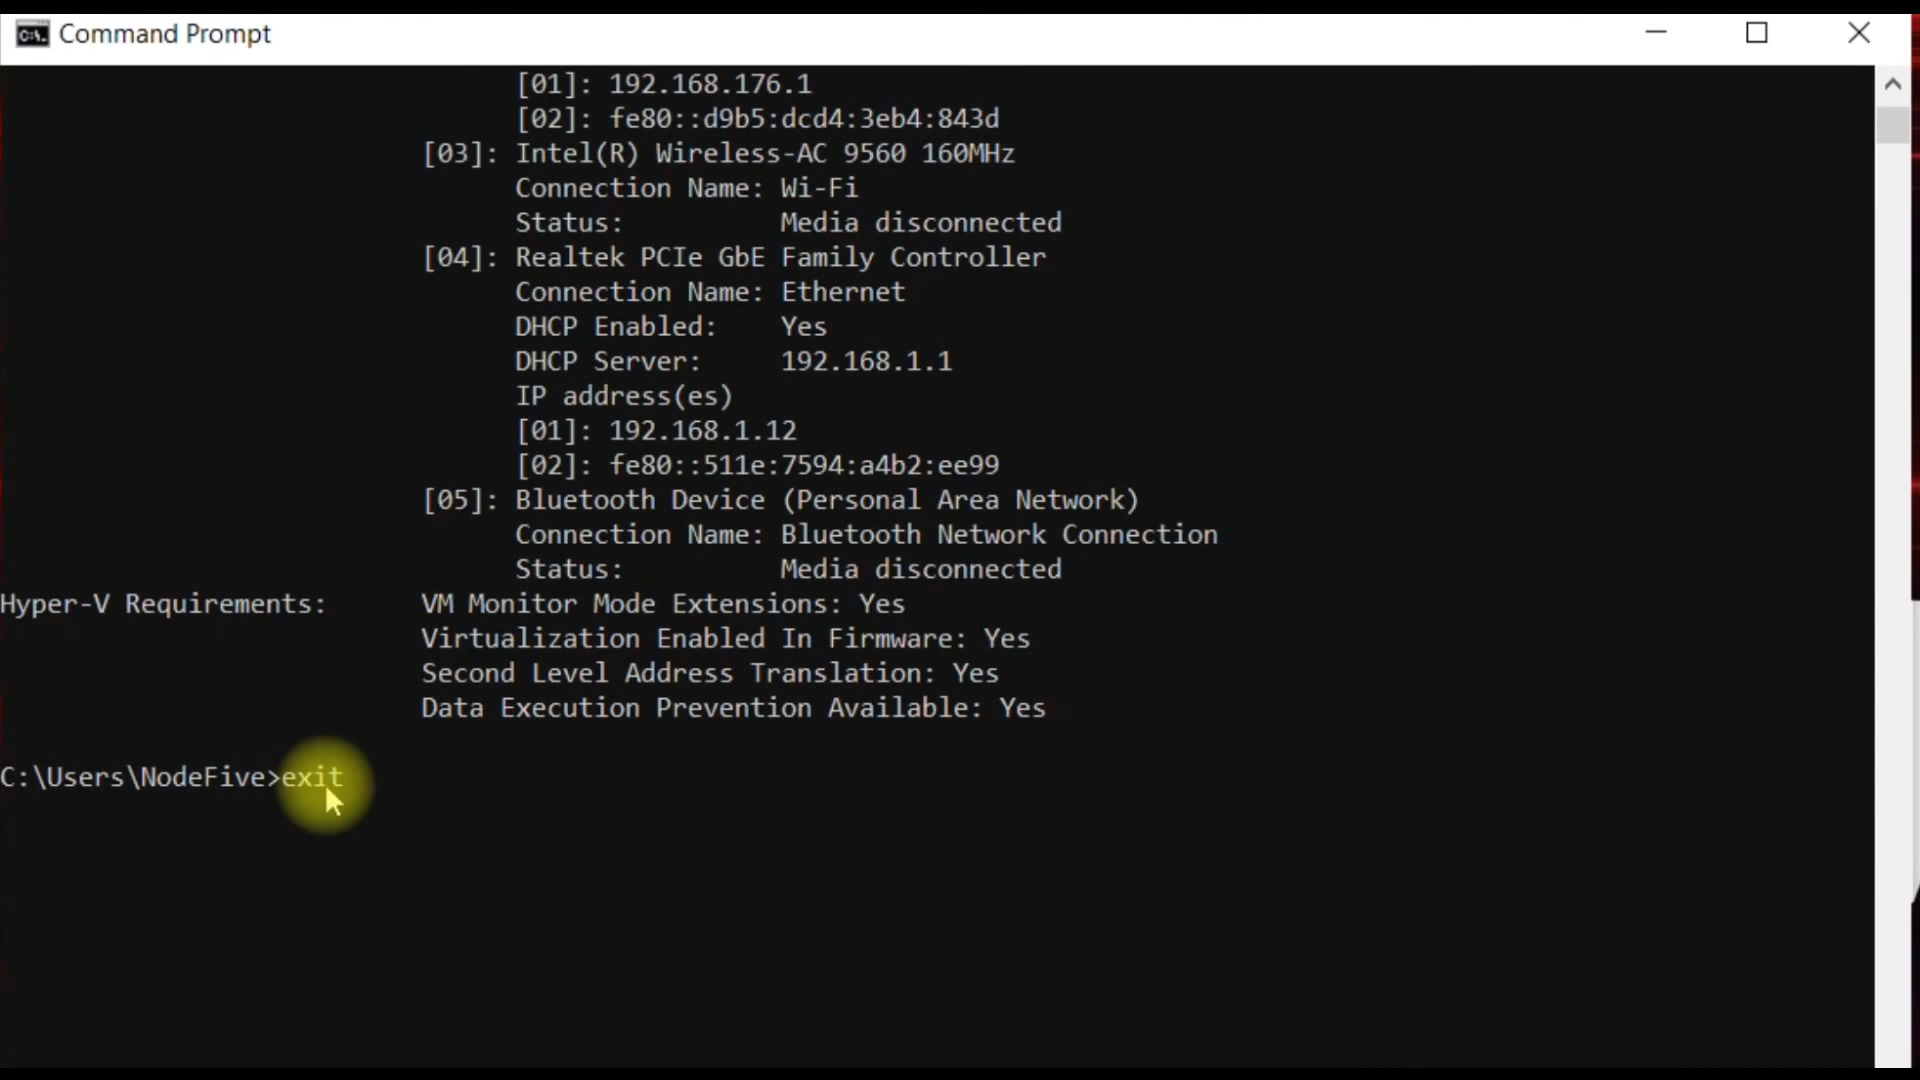 Command Prompt
[01]: 192.168.176.1
[02]: fe80::d9b5:dcd4:3eb4:843d
[03]: Intel(R) Wireless-AC 9560 160MHz
Connection Name: Wi-Fi
Status: Media disconnected
[04]: Realtek PCIe GbE Family Controller
Connection Name: Ethernet
DHCP Enabled: Yes
DHCP Server: 192.168.1.1
IP address(es)
[01]: 192.168.1.12
[02]: fe80::511e:7594:a4b2:ee99
[05]: Bluetooth Device (Personal Area Network)
Connection Name: Bluetooth Network Connection
Status: Media disconnected
Hyper-V Requirements: VM Monitor Mode Extensions: Yes
Virtualization Enabled In Firmware: Yes
Second Level Address Translation: Yes
Data Execution Prevention Available: Yes
C:\Users\NodeFive>exit